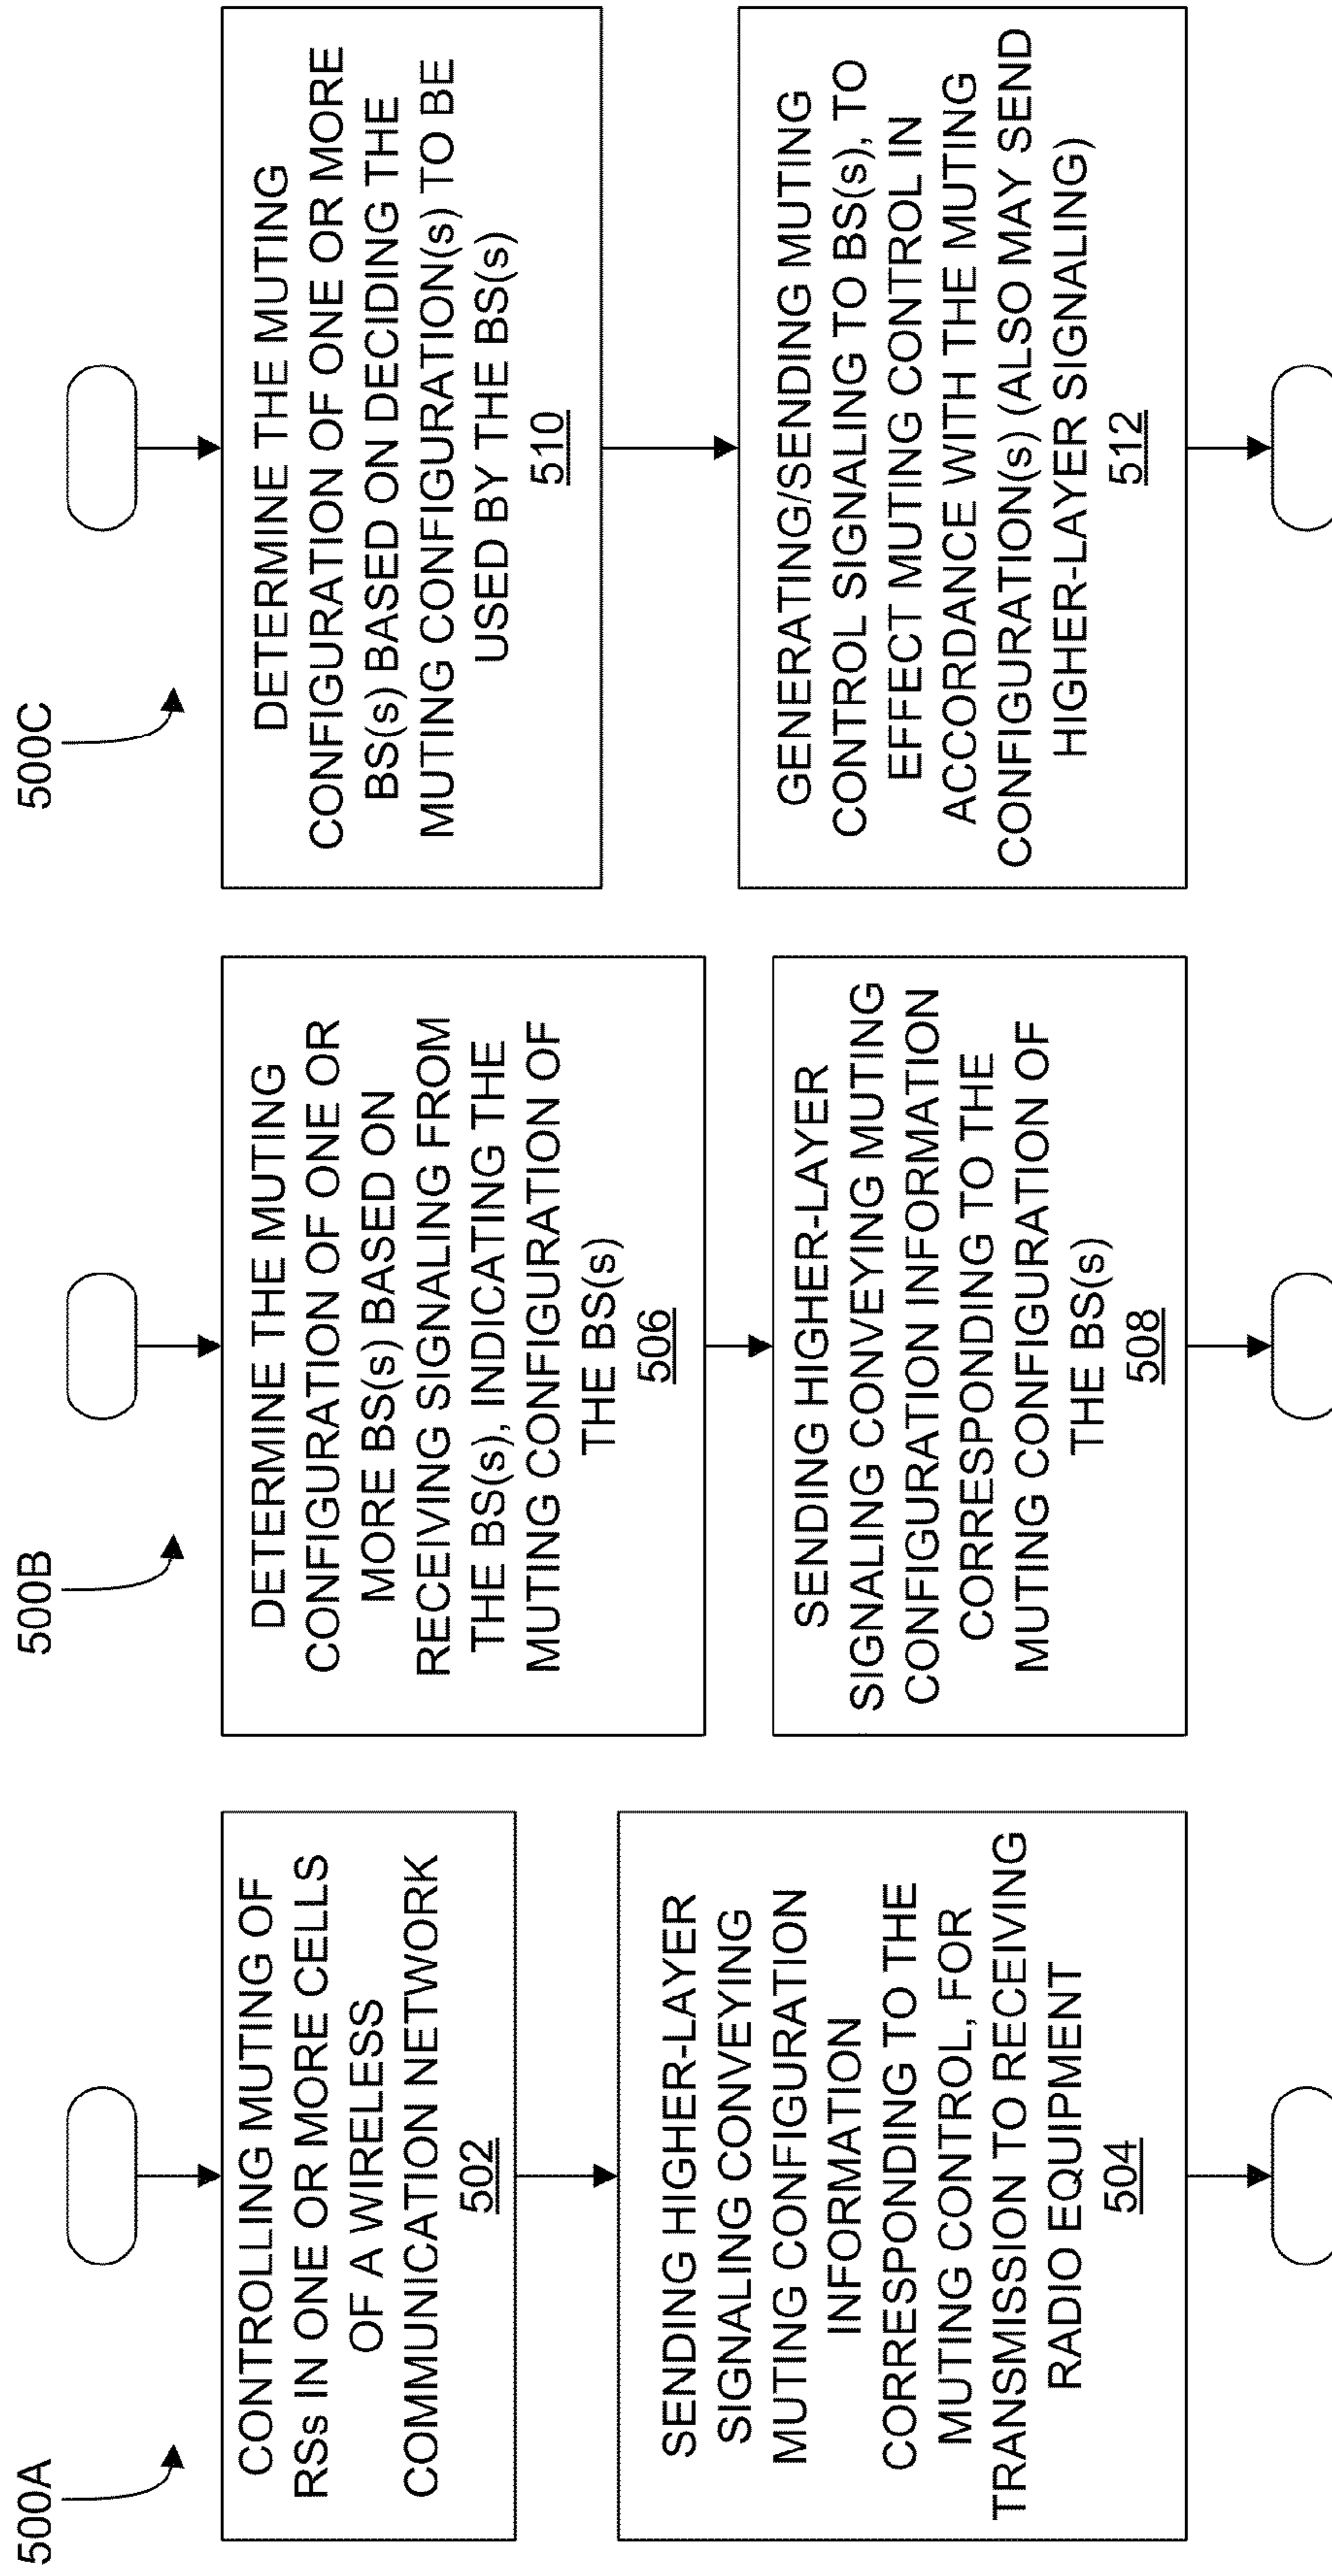 500A
CONTROLLING MUTING OF
RSs IN ONE OR MORE CELLS
OF A WIRELESS
COMMUNICATION NETWORK
502
SENDING HIGHER-LAYER
SIGNALING CONVEYING
MUTING CONFIGURATION
INFORMATION
CORRESPONDING TO THE
MUTING CONTROL, FOR
TRANSMISSION TO RECEIVING
RADIO EQUIPMENT
504
500B
DETERMINE THE MUTING
CONFIGURATION OF ONE OR
MORE BS(s) BASED ON
RECEIVING SIGNALING FROM
THE BS(s), INDICATING THE
MUTING CONFIGURATION OF
THE BS(s)
506
SENDING HIGHER-LAYER
SIGNALING CONVEYING MUTING
CONFIGURATION INFORMATION
CORRESPONDING TO THE
MUTING CONFIGURATION OF
THE BS(s)
508
500C
DETERMINE THE MUTING
CONFIGURATION OF ONE OR MORE
BS(s) BASED ON DECIDING THE
MUTING CONFIGURATION(s) TO BE
USED BY THE BS(s)
510
GENERATING/SENDING MUTING
CONTROL SIGNALING TO BS(s), TO
EFFECT MUTING CONTROL IN
ACCORDANCE WITH THE MUTING
CONFIGURATION(s) (ALSO MAY SEND
HIGHER-LAYER SIGNALING)
512